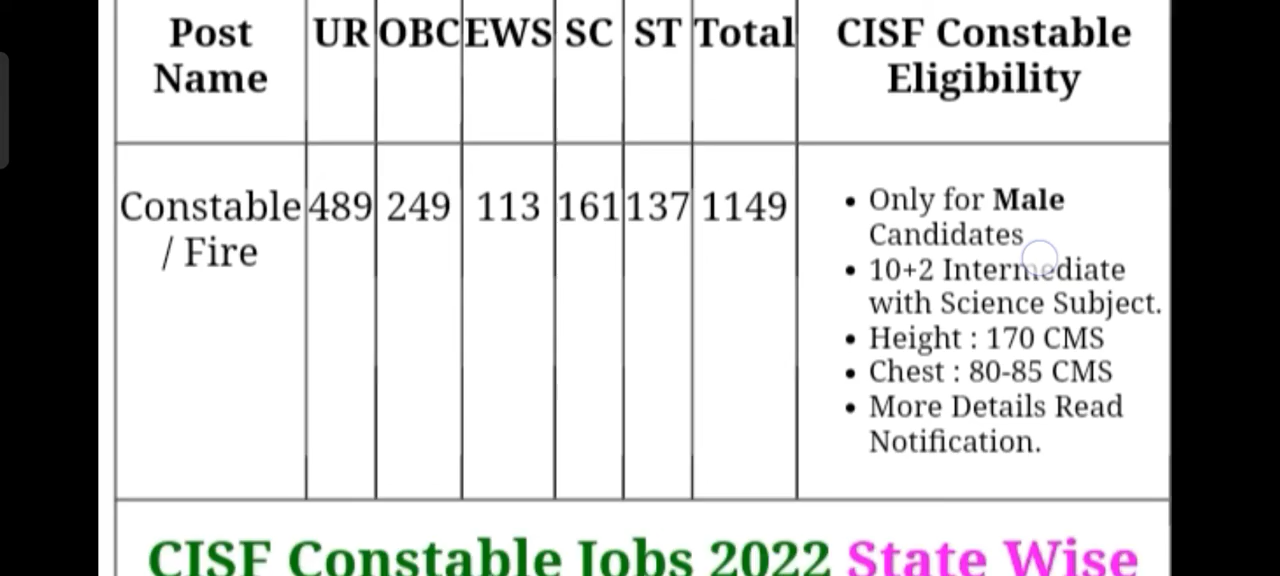 Post Name UR OBC EWS SC ST Total CISF Constable Eligibility
Constable / Fire 489 249 113 161 137 1149
• Only for Male
Candidates
• 10+2 Intermediate
with Science Subject.
• Height : 170 CMS
• Chest : 80-85 CMS
• More Details Read
Notification.
CISF Constable Jobs 2022 State Wise